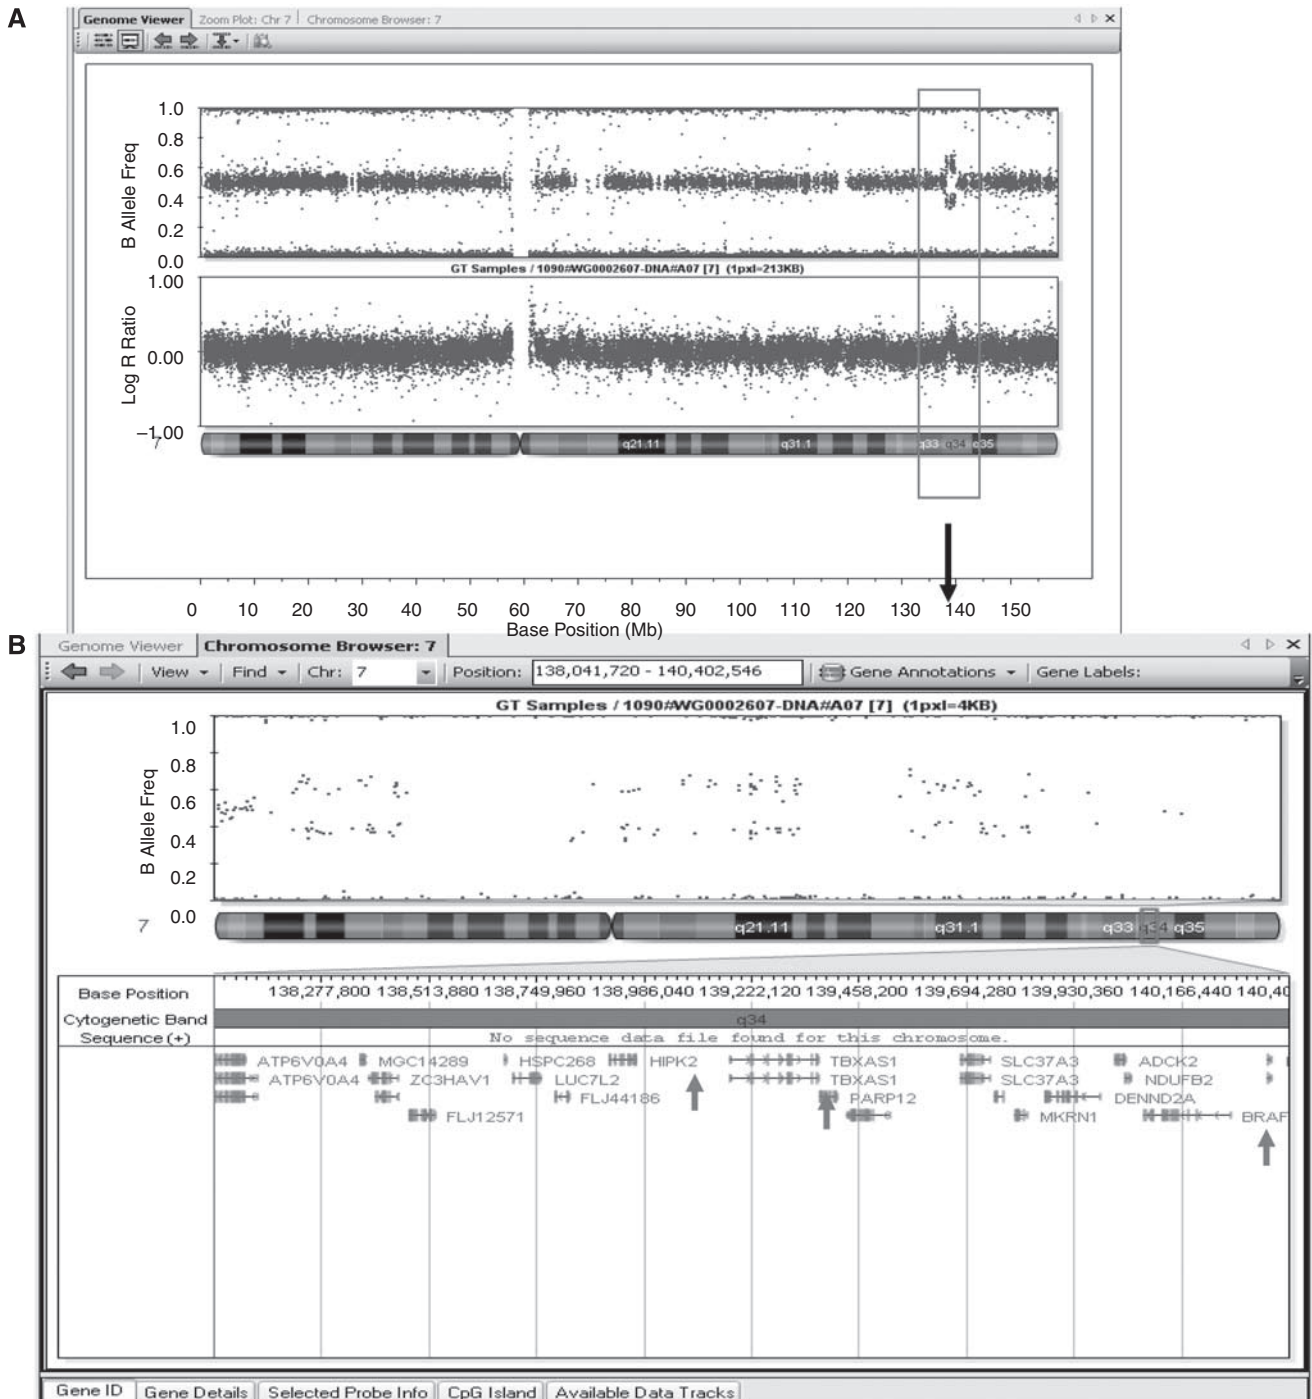 A
Genome Viewer Zoom Plot: Chr 7 Chromosome Browser: 7
1.0
0.8
0.6
0.4
0.2
0.0
B Allele Freq
GT Samples / 1090#WG0002607-DNA#A07 [7] (1pxl=213KB)
1.00
0.00
−1.00
Log R Ratio
7
q21.11 q31.1 q33 q34 q35
0 10 20 30 40 50 60 70 80 90 100 110 120 130 140 150
Base Position (Mb)
B
Genome Viewer Chromosome Browser: 7
View Find Chr: 7 Position: 138,041,720 - 140,402,546 Gene Annotations Gene Labels:
GT Samples / 1090#WG0002607-DNA#A07 [7] (1pxl=4KB)
1.0
0.8
0.6
0.4
0.2
0.0
B Allele Freq
7
q21.11 q31.1 q33 q34 q35
Base Position 138,277,800 138,513,880 138,749,960 138,986,040 139,222,120 139,458,200 139,694,280 139,930,360 140,166,440 140,40
Cytogenetic Band q34
Sequence (+) No sequence data file found for this chromosome.
ATP6V0A4 MGC14289 HSPC268 HIPK2 TBXAS1 SLC37A3 ADCK2
ATP6V0A4 ZC3HAV1 LUC7L2 TBXAS1 SLC37A3 NDUFB2
FLJ44186 PARP12 DENND2A
FLJ12571 MKRN1 BRAF
Gene ID Gene Details Selected Probe Info CpG Island Available Data Tracks